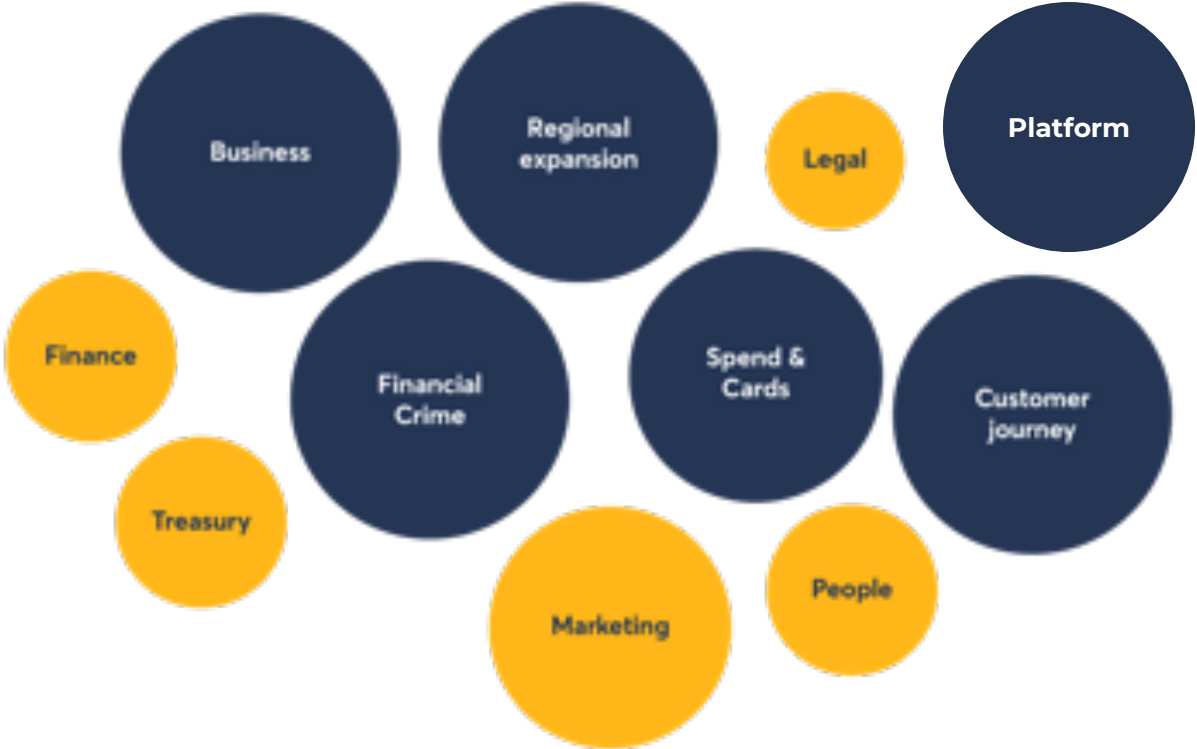 Business
Regional
expansion
Legal
Platform
Finance
Financial
Crime
Spend &
Cards
Customer
journey
Treasury
Marketing
People